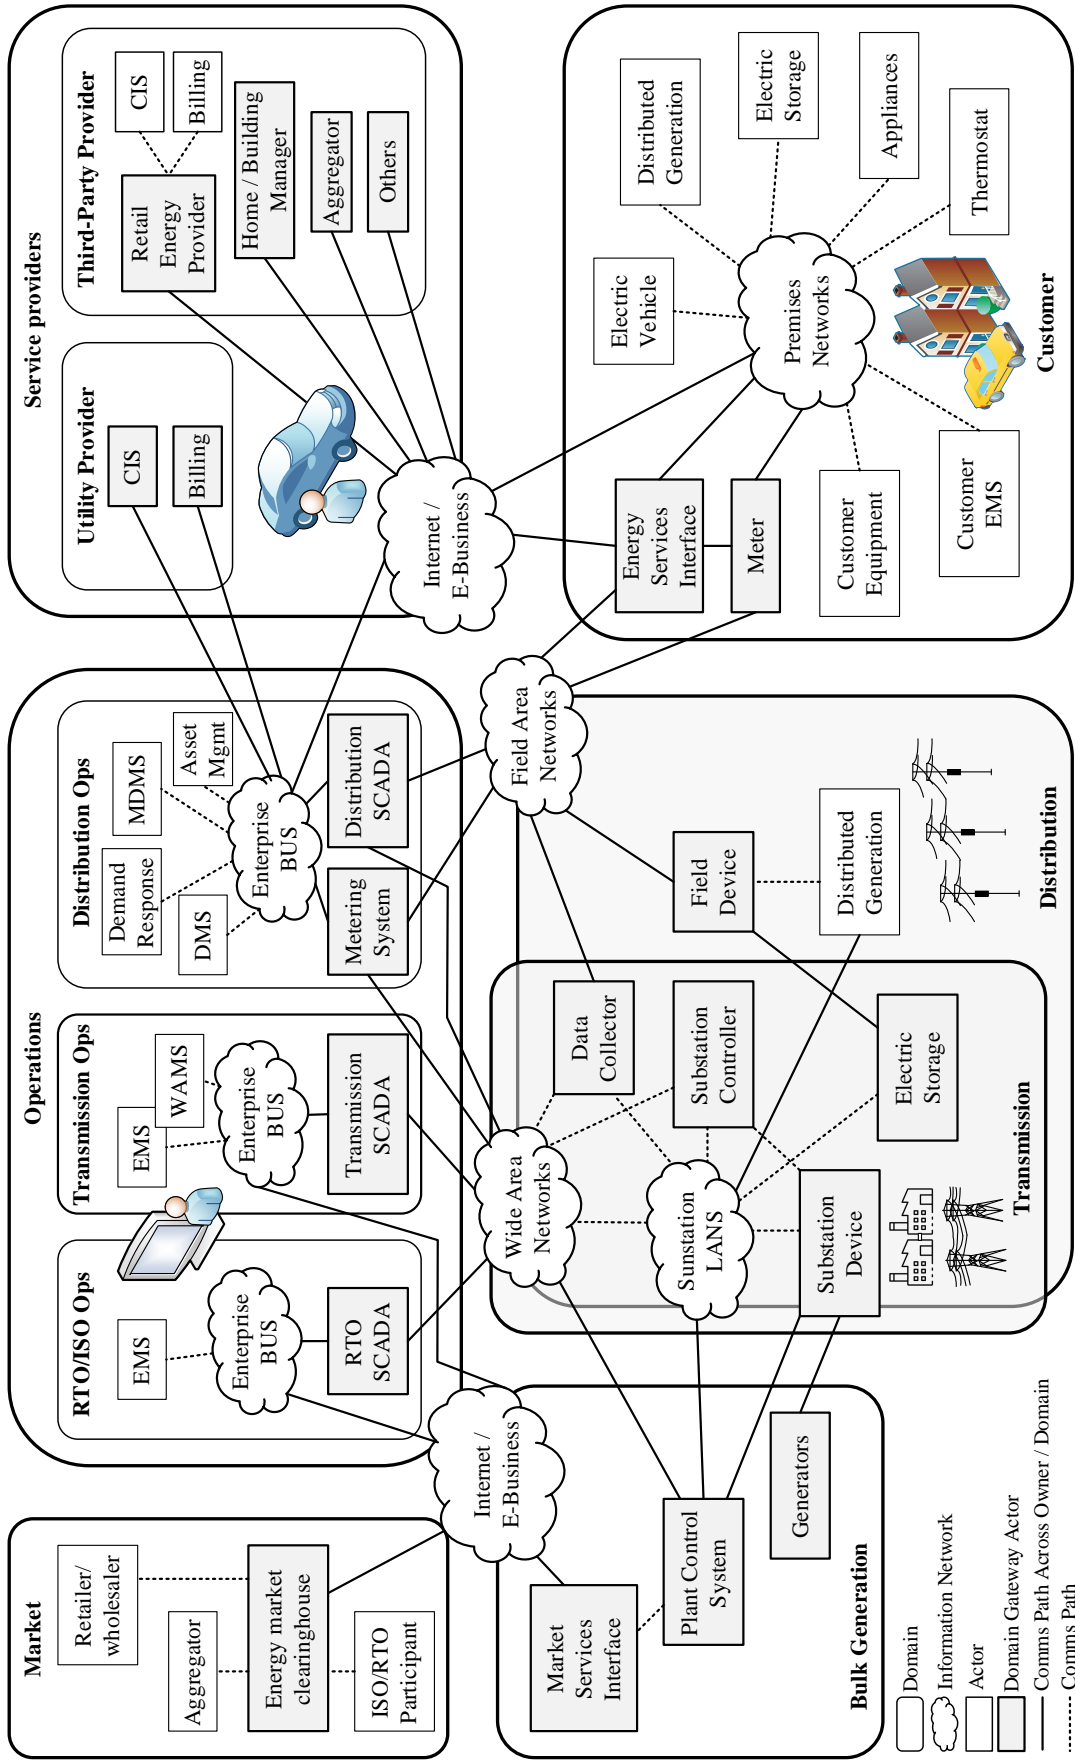 Market
Retailer/
wholesaler
Aggregator
Energy market
clearinghouse
ISO/RTO
Participant
Operations
RTO/ISO Ops
EMS
Enterprise
BUS
RTO
SCADA
Transmission Ops
EMS
WAMS
Enterprise
BUS
Transmission
SCADA
Distribution Ops
Demand
Response
MDMS
DMS
Asset
Mgmt
Enterprise
BUS
Metering
System
Distribution
SCADA
Service providers
Utility Provider
CIS
Billing
Third-Party Provider
Retail
Energy
Provider
CIS
Billing
Home / Building
Manager
Aggregator
Others
Internet /
E-Business
Internet /
E-Business
Wide Area
Networks
Field Area
Networks
Market
Services
Interface
Plant Control
System
Generators
Bulk Generation
Data
Collector
Substation
Controller
Sunstation
LANS
Substation
Device
Electric
Storage
Transmission
Field
Device
Distributed
Generation
Distribution
Energy
Services
Interface
Meter
Premises
Networks
Electric
Vehicle
Distributed
Generation
Electric
Storage
Appliances
Thermostat
Customer
Equipment
Customer
EMS
Customer
Domain
Information Network
Actor
Domain Gateway Actor
Comms Path Across Owner / Domain
Comms Path